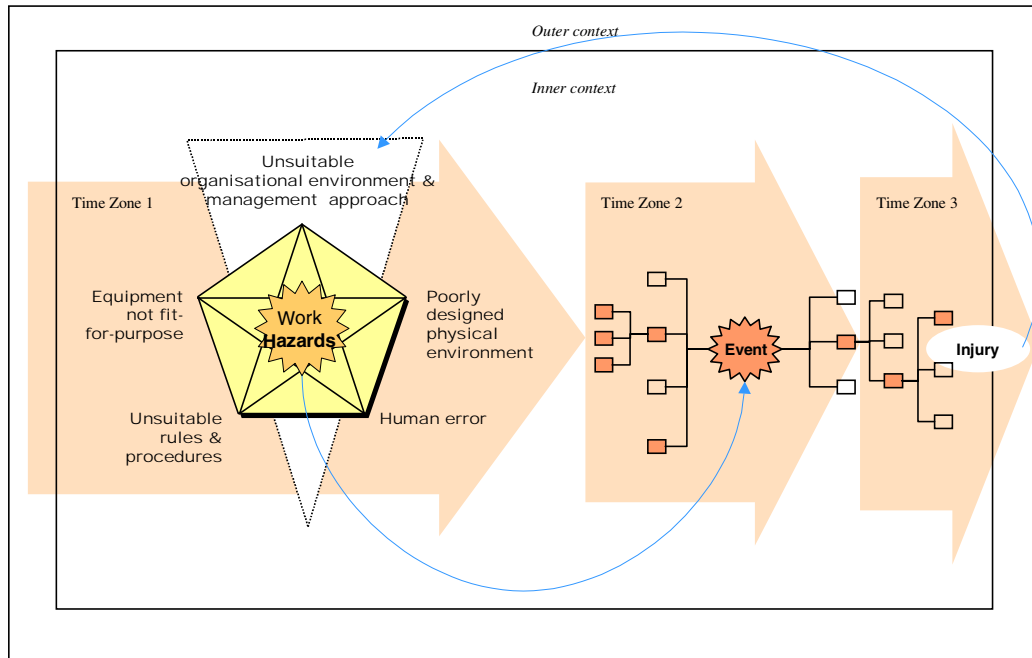 Outer context
Inner context
Unsuitable
organisational environment &
management approach
Time Zone 1
Time Zone 2
Time Zone 3
Equipment
not fit-
for-purpose
Work
Hazards
Poorly
designed
physical
environment
Event
Injury
Unsuitable
rules &
procedures
Human error